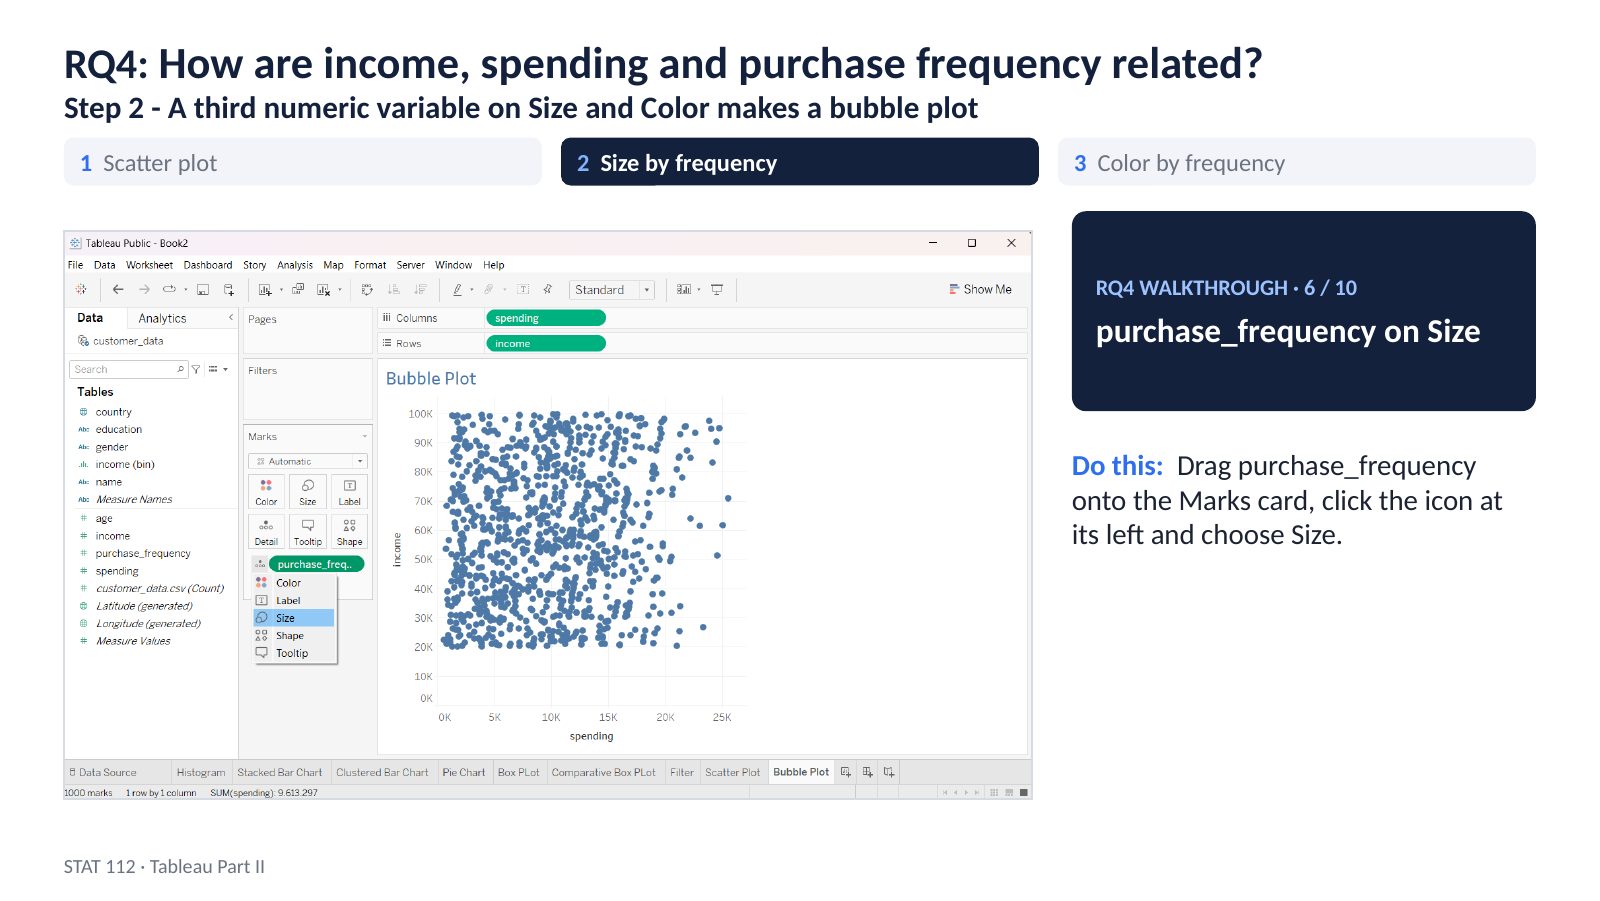 RQ4: How are income, spending and purchase frequency related?
Step 2 - A third numeric variable on Size and Color makes a bubble plot
1 Scatter plot
2 Size by frequency
3 Color by frequency
Tableau Public - Book2
File Data Worksheet Dashboard Story Analysis Map Format Server Window Help
Standard
Show Me
Data Analytics
customer_data
Search
Tables
country
Abc education
Abc gender
income (bin)
Abc name
Abc Measure Names
# age
# income
# purchase_frequency
# spending
# customer_data.csv (Count)
Latitude (generated)
Longitude (generated)
# Measure Values
Pages
Filters
Marks
Automatic
Color Size Label
Detail Tooltip Shape
purchase_freq..
Color
Label
Size
Shape
Tooltip
Columns spending
Rows income
Bubble Plot
100K
90K
80K
70K
60K
50K
40K
30K
20K
10K
0K
income
0K 5K 10K 15K 20K 25K
spending
Data Source Histogram Stacked Bar Chart Clustered Bar Chart Pie Chart Box PLot Comparative Box PLot Filter Scatter Plot Bubble Plot
1000 marks 1 row by 1 column SUM(spending): 9.613.297
RQ4 WALKTHROUGH · 6 / 10
purchase_frequency on Size
Do this: Drag purchase_frequency
onto the Marks card, click the icon at
its left and choose Size.
STAT 112 · Tableau Part II